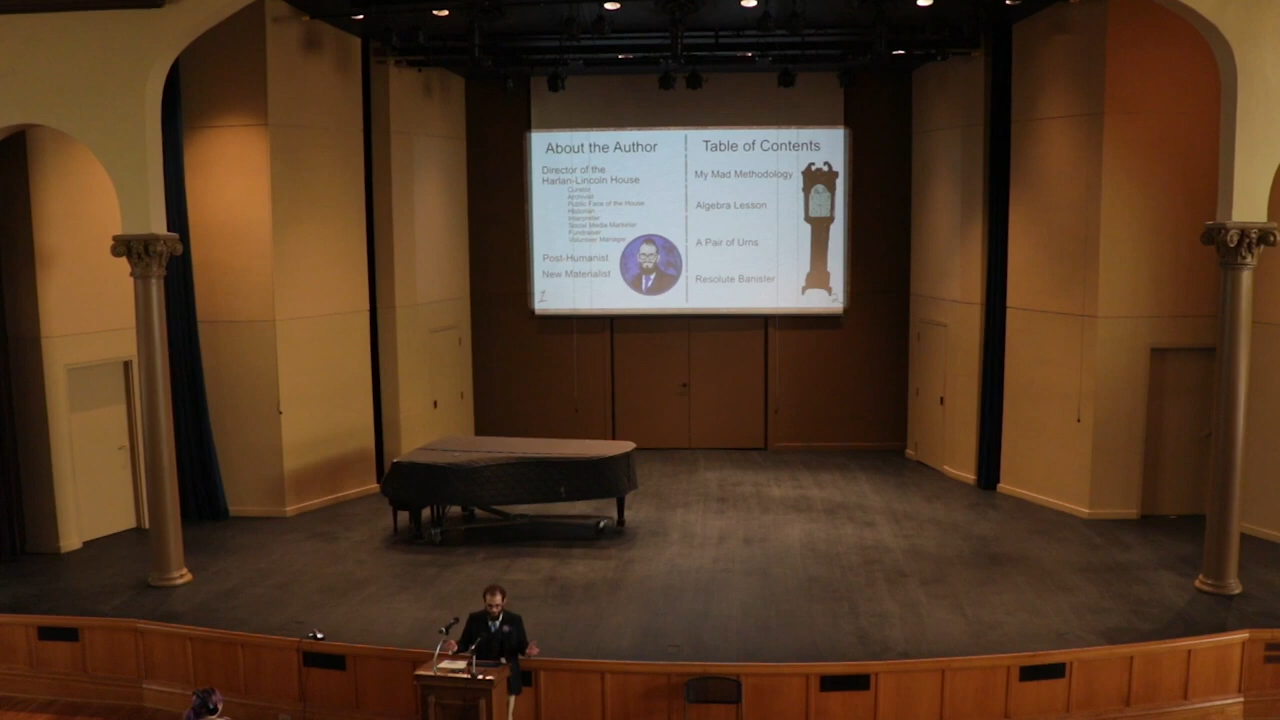 About the Author
Director of the
Harlan-Lincoln House
Curator
Archivist
Public Face of the House
Historian
Interpreter
Social Media Marketer
Fundraiser
Volunteer Manager
Post-Humanist
New Materialist
1
Table of Contents
My Mad Methodology
Algebra Lesson
A Pair of Urns
Resolute Banister
2